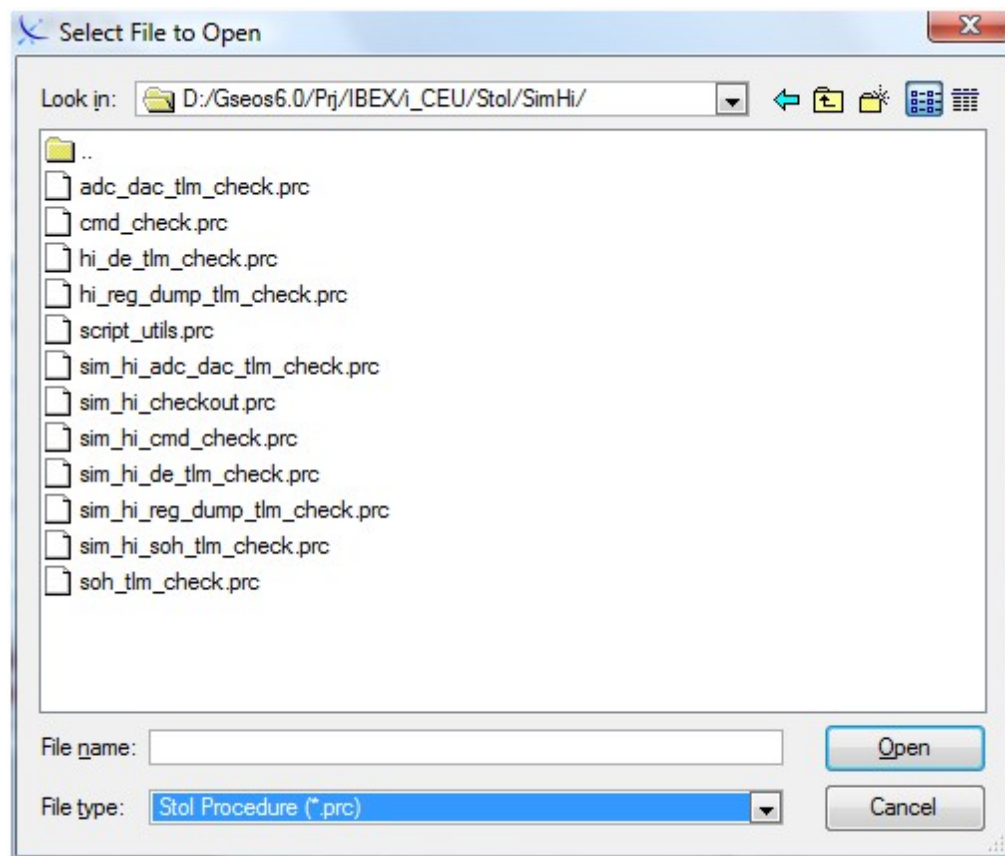 Select File to Open
Look in: D:/Gseos6.0/Prj/IBEX/i_CEU/Stol/SimHi/
..
adc_dac_tlm_check.prc
cmd_check.prc
hi_de_tlm_check.prc
hi_reg_dump_tlm_check.prc
script_utils.prc
sim_hi_adc_dac_tlm_check.prc
sim_hi_checkout.prc
sim_hi_cmd_check.prc
sim_hi_de_tlm_check.prc
sim_hi_reg_dump_tlm_check.prc
sim_hi_soh_tlm_check.prc
soh_tlm_check.prc
File name: Open
File type: Stol Procedure (*.prc) Cancel